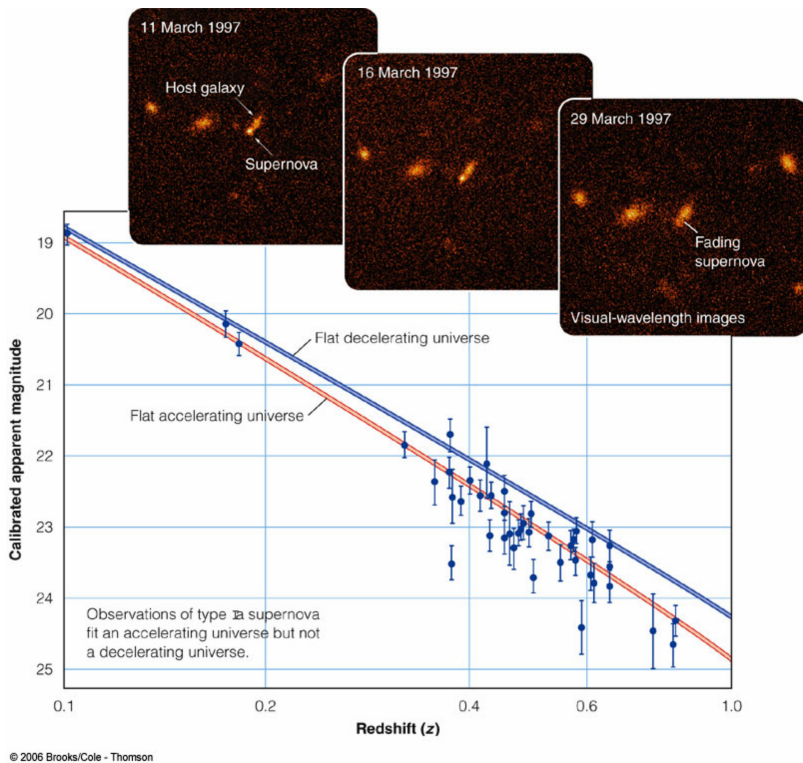 11 March 1997
Host galaxy
Supernova
16 March 1997
29 March 1997
Fading
supernova
Visual-wavelength images
19
20
21
22
23
24
25
Calibrated apparent magnitude
Flat decelerating universe
Flat accelerating universe
Observations of type Ia supernova
fit an accelerating universe but not
a decelerating universe.
0.1
0.2
0.4
0.6
1.0
Redshift (z)
© 2006 Brooks/Cole - Thomson